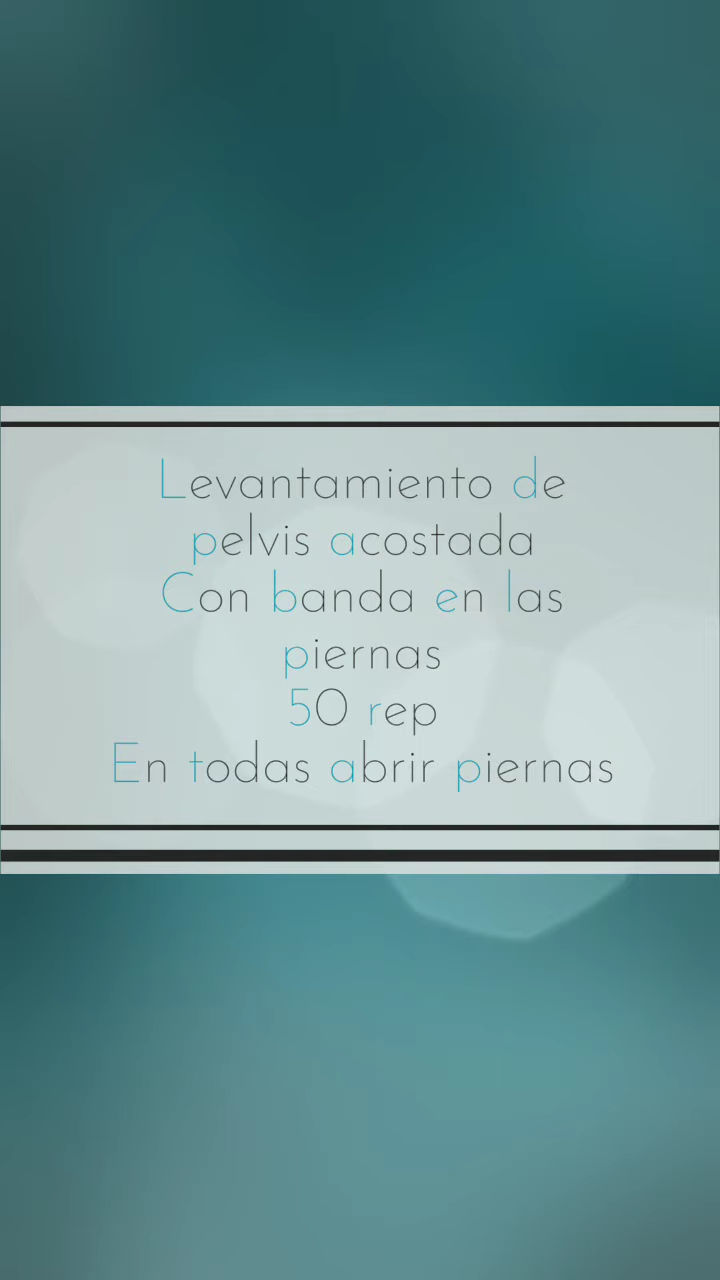 Levantamiento de
pelvis acostada
Con banda en las
piernas
50 rep
En todas abrir piernas